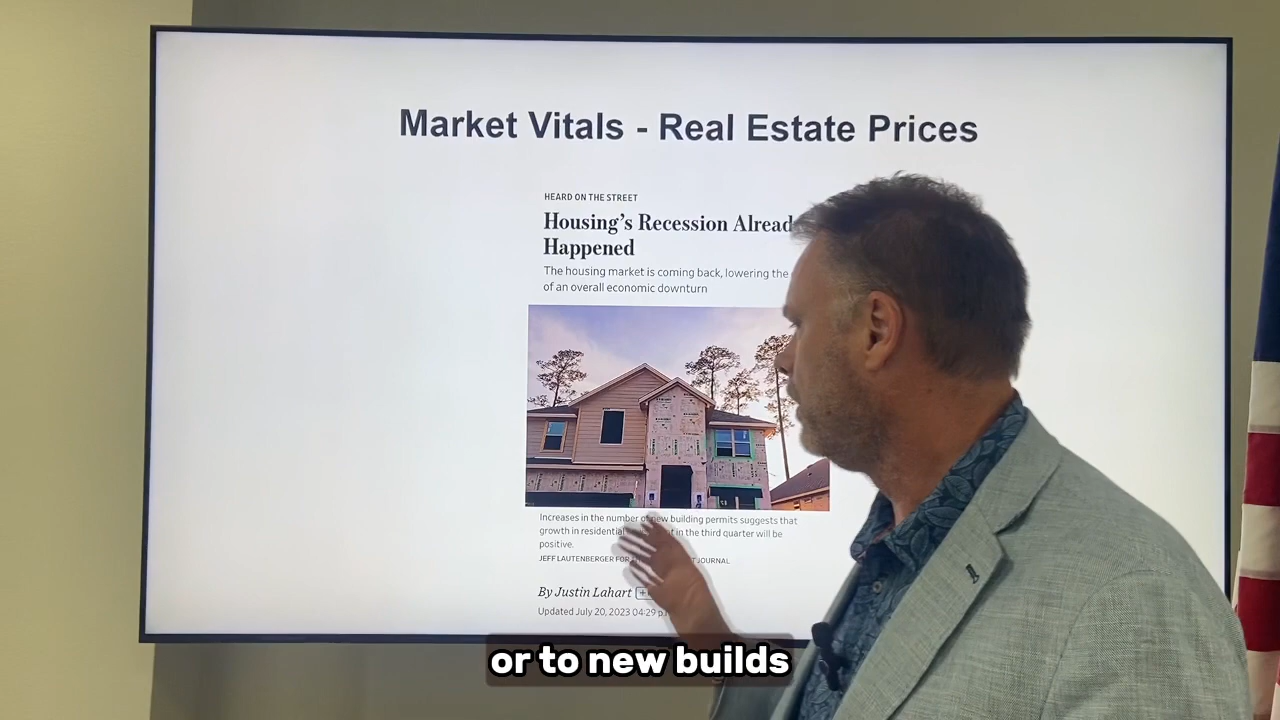 Market Vitals - Real Estate Prices
HEARD ON THE STREET
Housing's Recession Alread
Happened
The housing market is coming back, lowering the
of an overall economic downturn
Increases in the number of new building permits suggests that
growth in residential in the third quarter will be
positive.
JEFF LAUTENBERGER FOR JOURNAL
By Justin Lahart
Updated July 20, 2023 04:29 p
or to new builds